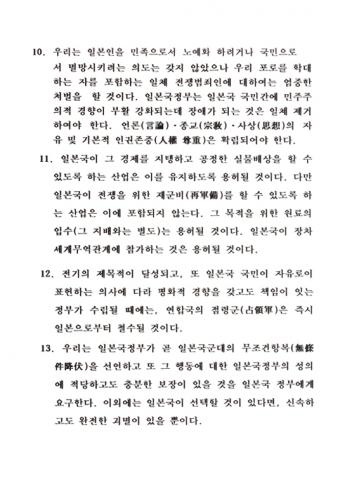 10. 우리는 일본인을 민족으로서 노예화 하려거나 국민으로
서 멸망시키려는 의도는 갖지 않았으나 우리 포로를 학대
하는 자를 포함하는 일체 전쟁범죄인에 대하여는 엄중한
처벌을 할 것이다. 일본국정부는 일본국 국민간에 민주주
의적 경향이 부활 강화되는데 장애가 되는 것은 일체 제거
하여야 한다. 언론(言論)·종교(宗敎)·사상(思想)의 자
유 및 기본적 인권존중(人權 尊重)은 확립되어야 한다.
11. 일본국이 그 경제를 지탱하고 공정한 실물배상을 할 수
있도록 하는 산업은 이를 유지하도록 용허될 것이다. 다만
일본국이 전쟁을 위한 재군비(再軍備)를 할 수 있도록 하
는 산업은 이에 포함되지 않는다. 그 목적을 위한 원료의
입수(그 지배와는 별도)는 용허될 것이다. 일본국이 장차
세계무역관계에 참가하는 것은 용허될 것이다.
12. 전기의 제목적이 달성되고, 또 일본국 국민이 자유로이
표현하는 의사에 다라 평화적 경향을 갖고도 책임이 잇는
정부가 수립될 때에는, 연합국의 점령군(占領軍)은 즉시
일본으로부터 철수될 것이다.
13. 우리는 일본국정부가 곧 일본국군대의 무조건항복(無條
件降伏)을 선언하고 또 그 행동에 대한 일본국정부의 성의
에 적당하고도 충분한 보장이 있을 것을 일본국 정부에게
요구한다. 이외에는 일본국이 선택할 것이 있다면, 신속하
고도 완전한 괴멸이 있을 뿐이다.